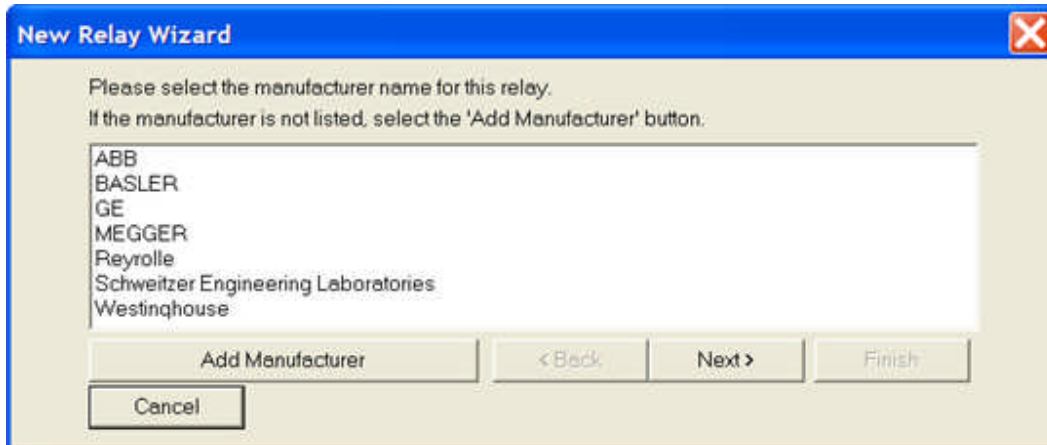 New Relay Wizard
Please select the manufacturer name for this relay.
If the manufacturer is not listed, select the 'Add Manufacturer' button.
ABB
BASLER
GE
MEGGER
Reyrolle
Schweitzer Engineering Laboratories
Westinghouse
Add Manufacturer
< Back
Next >
Finish
Cancel